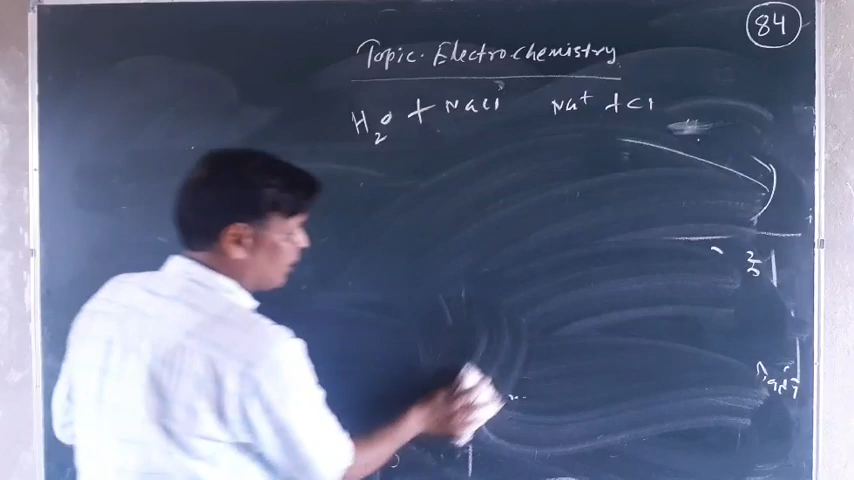 84
Topic. Electrochemistry
H2O + NaCl Na+ + Cl